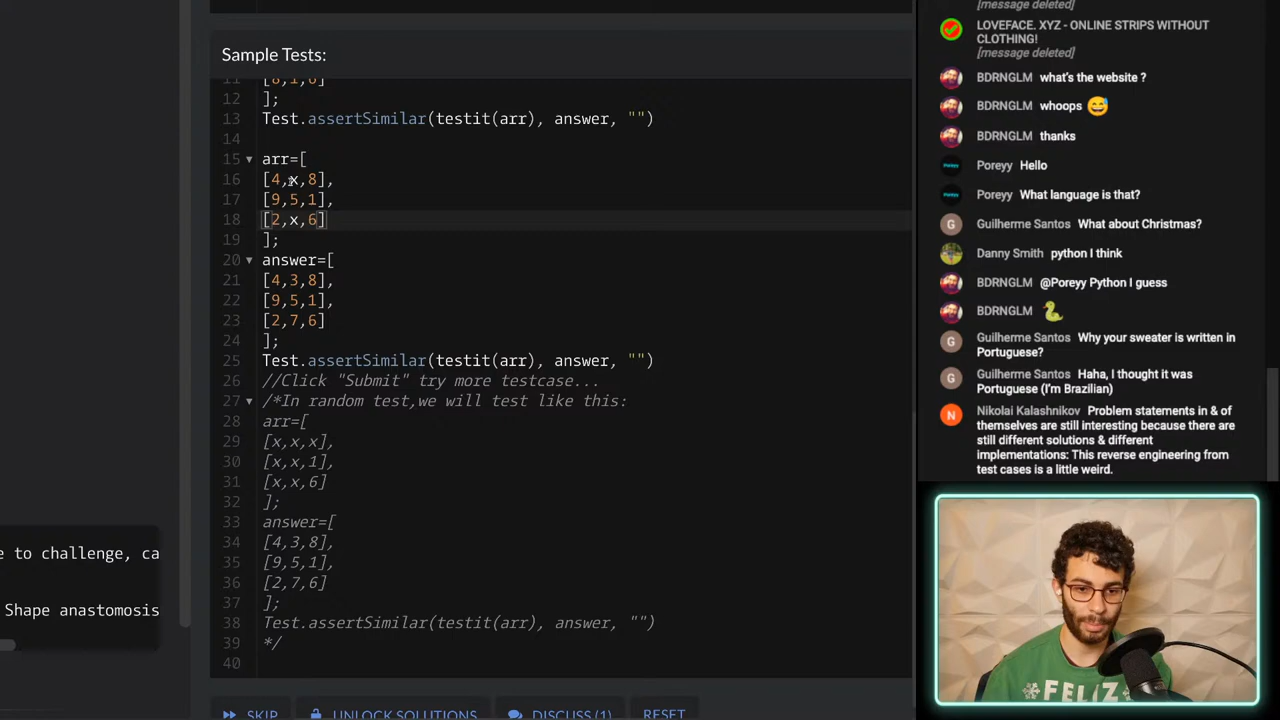 Sample Tests:
11 [8,1,6]
12 ];
13 Test.assertSimilar(testit(arr), answer, "")
14
15 arr=[
16 [4,x,8],
17 [9,5,1],
18 [2,x,6]
19 ];
20 answer=[
21 [4,3,8],
22 [9,5,1],
23 [2,7,6]
24 ];
25 Test.assertSimilar(testit(arr), answer, "")
26 //Click "Submit" try more testcase...
27 /*In random test,we will test like this:
28 arr=[
29 [x,x,x],
30 [x,x,1],
31 [x,x,6]
32 ];
33 answer=[
34 [4,3,8],
35 [9,5,1],
36 [2,7,6]
37 ];
38 Test.assertSimilar(testit(arr), answer, "")
39 */
40
e to challenge, ca
Shape anastomosis
SKIP
UNLOCK SOLUTIONS
DISCUSS (1)
RESET
[message deleted]
LOVEFACE. XYZ - ONLINE STRIPS WITHOUT
CLOTHING!
[message deleted]
BDRNGLM what's the website ?
BDRNGLM whoops
BDRNGLM thanks
Poreyy Hello
Poreyy What language is that?
Guilherme Santos What about Christmas?
Danny Smith python I think
BDRNGLM @Poreyy Python I guess
BDRNGLM
Guilherme Santos Why your sweater is written in
Portuguese?
Guilherme Santos Haha, I thought it was
Portuguese (I'm Brazilian)
Nikolai Kalashnikov Problem statements in & of
themselves are still interesting because there are
still different solutions & different
implementations: This reverse engineering from
test cases is a little weird.
FELIZ